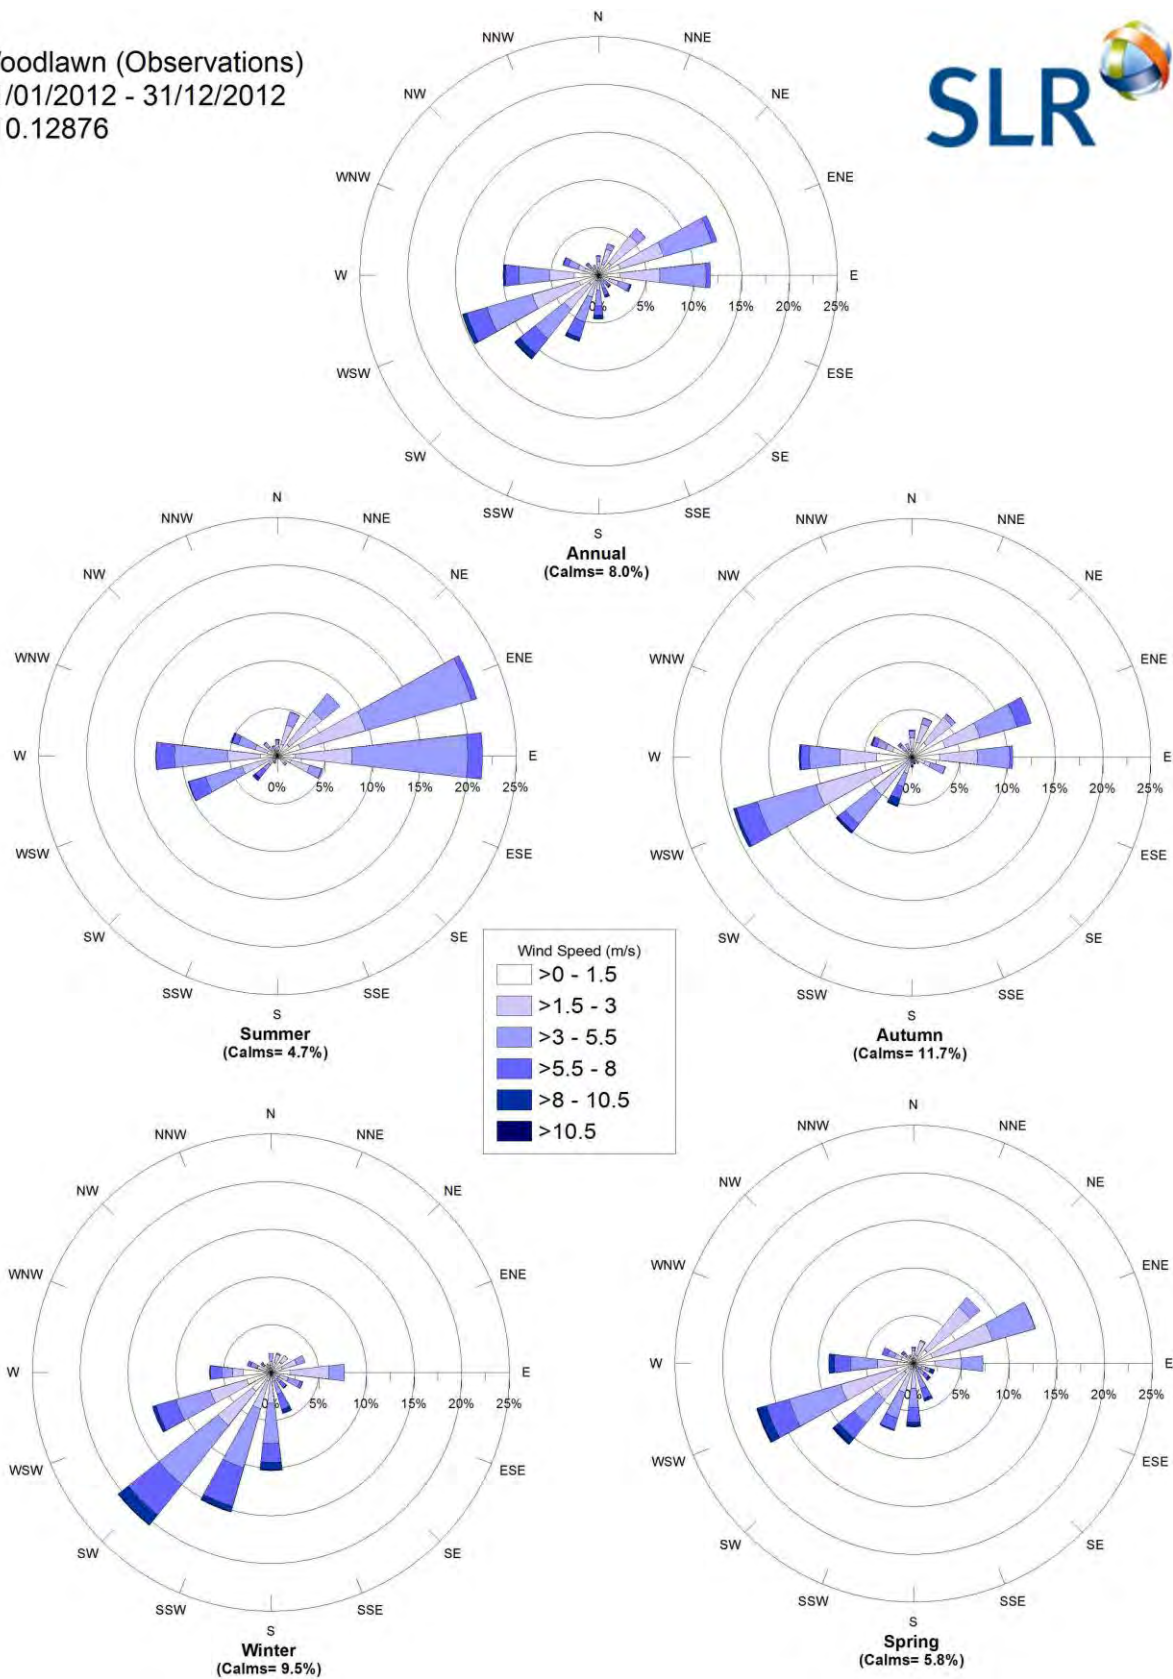 oodlawn (Observations)
/01/2012 - 31/12/2012
0.12876
SLR
N
NNW
NNE
NW
NE
WNW
ENE
W
E
0%
5%
10%
15%
20%
25%
WSW
ESE
SW
SE
SSW
SSE
S
Annual
(Calms= 8.0%)
N
NNW
NNE
NW
NE
WNW
ENE
W
E
0%
5%
10%
15%
20%
25%
WSW
ESE
SW
SE
SSW
SSE
S
Summer
(Calms= 4.7%)
N
NNW
NNE
NW
NE
WNW
ENE
W
E
0%
5%
10%
15%
20%
25%
WSW
ESE
SW
SE
SSW
SSE
S
Autumn
(Calms= 11.7%)
Wind Speed (m/s)
>0 - 1.5
>1.5 - 3
>3 - 5.5
>5.5 - 8
>8 - 10.5
>10.5
N
NNW
NNE
NW
NE
WNW
ENE
W
E
0%
5%
10%
15%
20%
25%
WSW
ESE
SW
SE
SSW
SSE
S
Winter
(Calms= 9.5%)
N
NNW
NNE
NW
NE
WNW
ENE
W
E
0%
5%
10%
15%
20%
25%
WSW
ESE
SW
SE
SSW
SSE
S
Spring
(Calms= 5.8%)